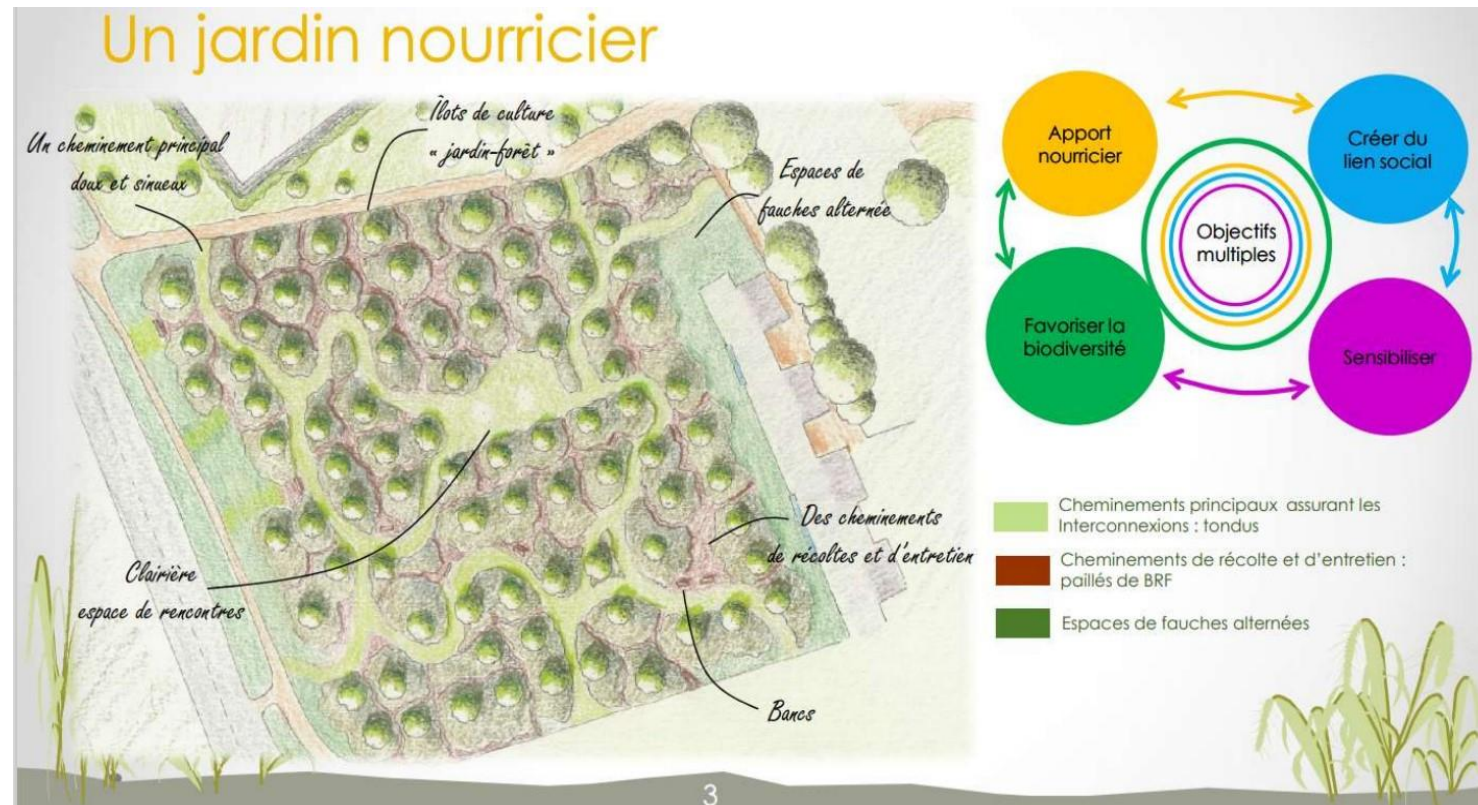 Un jardin nourricier
Un cheminement principal
doux et sinueux
Îlots de culture
« jardin-forêt »
Espaces de
fauches alternée
Clairière
espace de rencontres
Des cheminements
de récoltes et d'entretien
Bancs
Apport
nourricier
Créer du
lien social
Objectifs
multiples
Favoriser la
biodiversité
Sensibiliser
Cheminements principaux assurant les
Interconnexions : tondus
Cheminements de récolte et d'entretien :
paillés de BRF
Espaces de fauches alternées
3